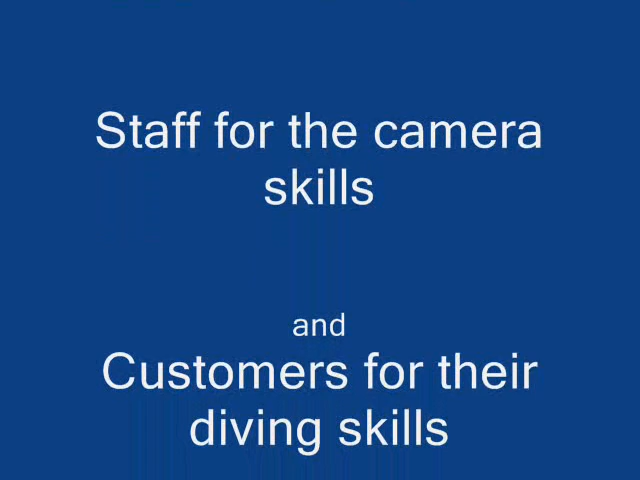 Staff for the camera
skills
and
Customers for their
diving skills